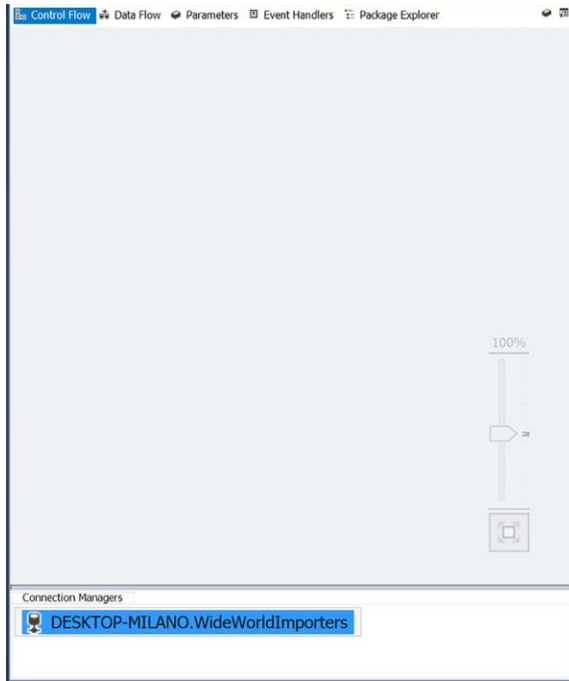 Control Flow Data Flow Parameters Event Handlers Package Explorer
100%
Connection Managers
DESKTOP-MILANO.WideWorldImporters